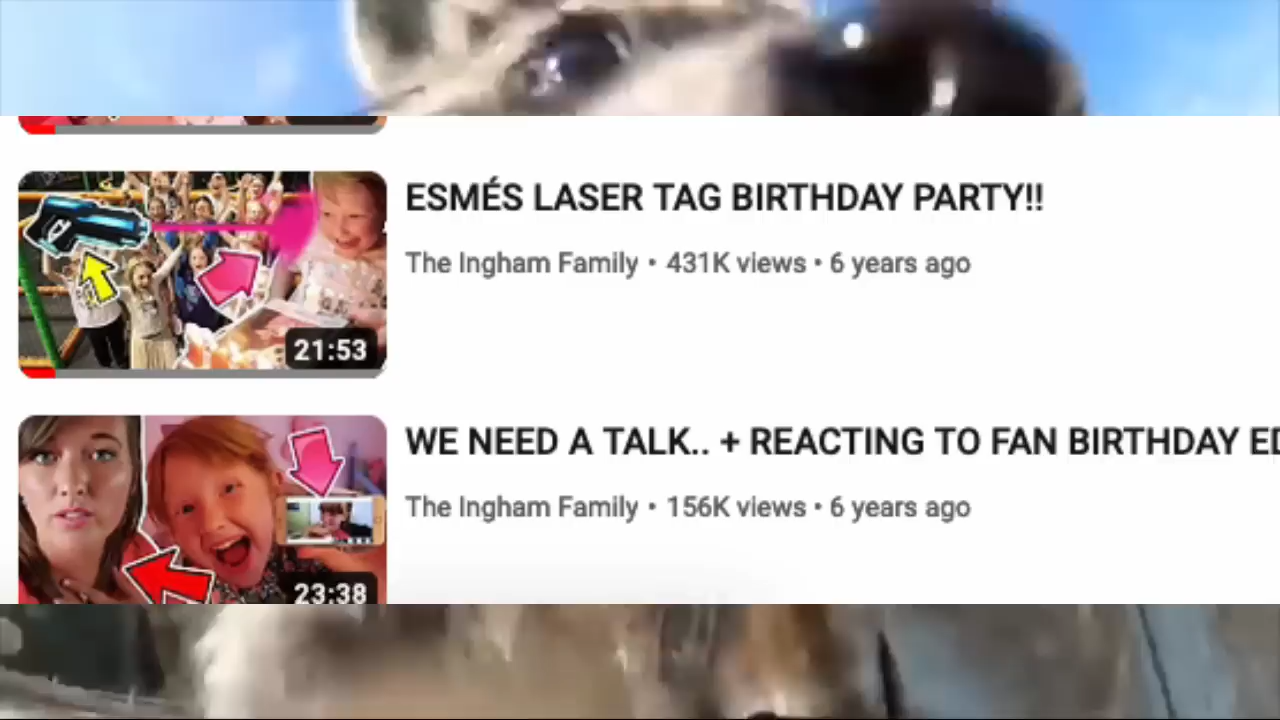 ESMÉS LASER TAG BIRTHDAY PARTY!!
The Ingham Family • 431K views • 6 years ago
21:53
WE NEED A TALK.. + REACTING TO FAN BIRTHDAY
The Ingham Family • 156K views • 6 years ago
23:38